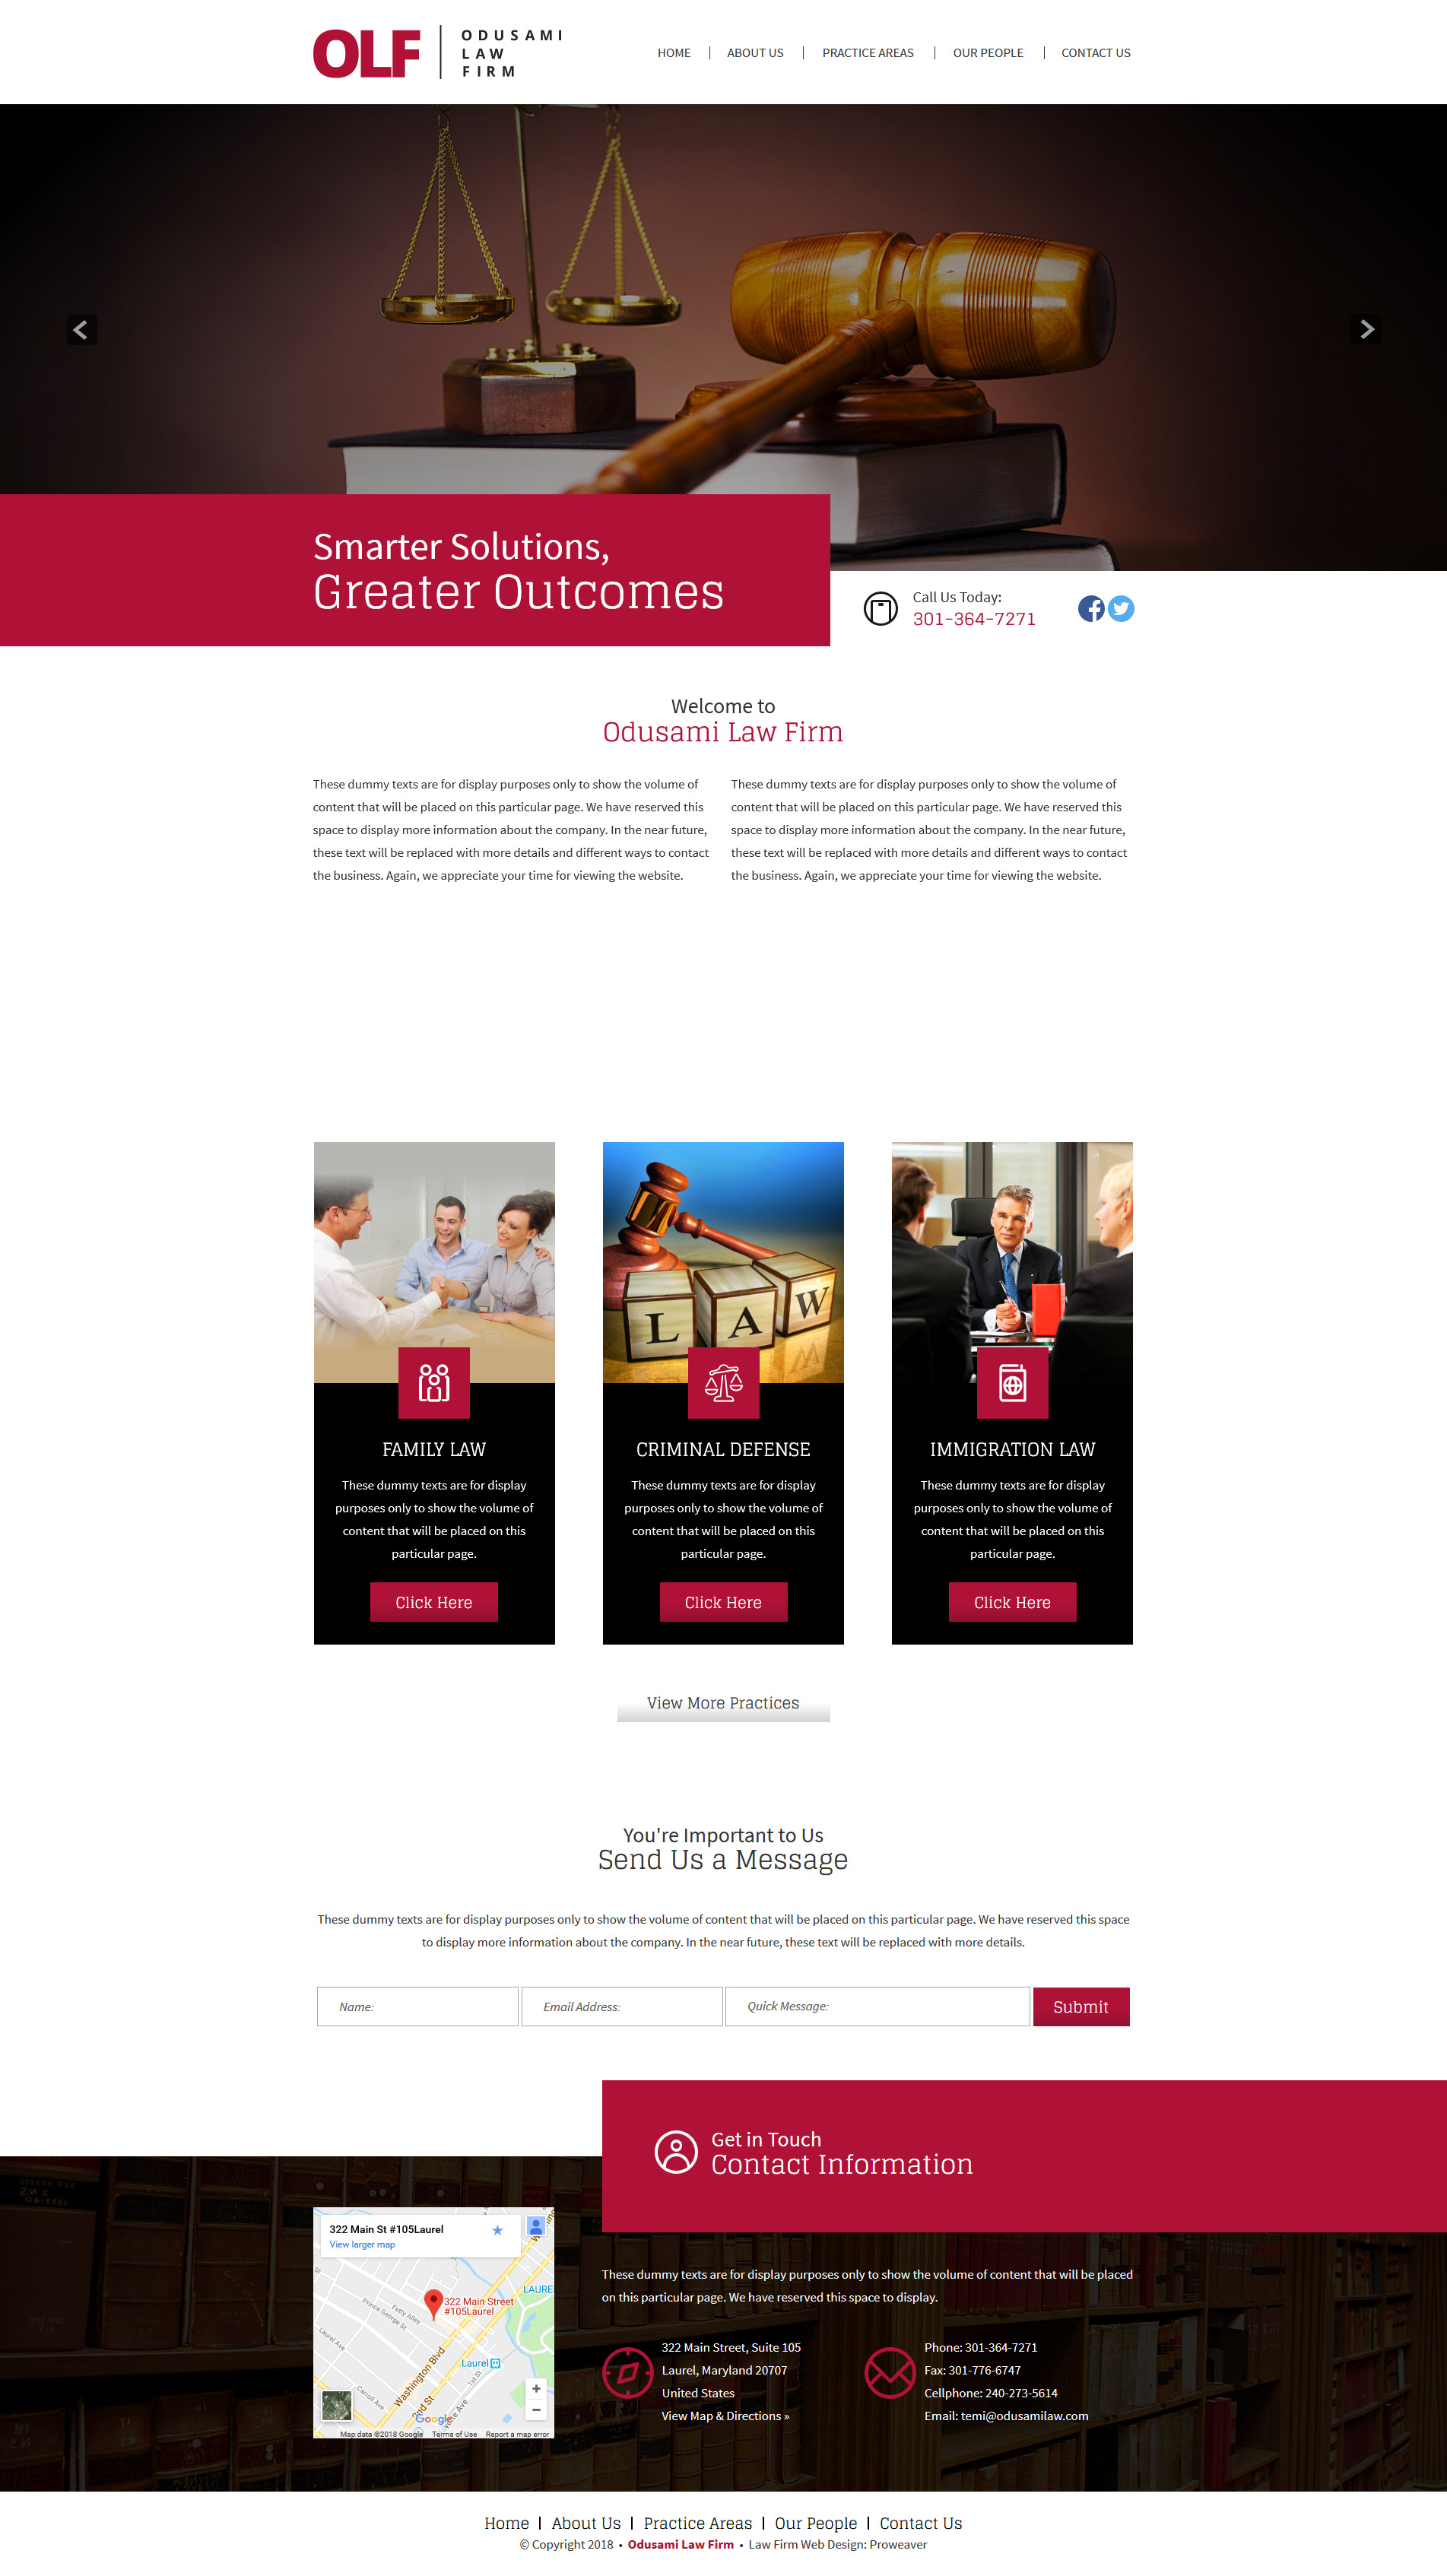 OLF
ODUSAMI
LAW
FIRM
HOME | ABOUT US | PRACTICE AREAS | OUR PEOPLE | CONTACT US
Smarter Solutions,
Greater Outcomes
Call Us Today:
301-364-7271
Welcome to
Odusami Law Firm
These dummy texts are for display purposes only to show the volume of
content that will be placed on this particular page. We have reserved this
space to display more information about the company. In the near future,
these text will be replaced with more details and different ways to contact
the business. Again, we appreciate your time for viewing the website.
These dummy texts are for display purposes only to show the volume of
content that will be placed on this particular page. We have reserved this
space to display more information about the company. In the near future,
these text will be replaced with more details and different ways to contact
the business. Again, we appreciate your time for viewing the website.
FAMILY LAW
These dummy texts are for display
purposes only to show the volume of
content that will be placed on this
particular page.
Click Here
LAW
CRIMINAL DEFENSE
These dummy texts are for display
purposes only to show the volume of
content that will be placed on this
particular page.
Click Here
IMMIGRATION LAW
These dummy texts are for display
purposes only to show the volume of
content that will be placed on this
particular page.
Click Here
View More Practices
You're Important to Us
Send Us a Message
These dummy texts are for display purposes only to show the volume of content that will be placed on this particular page. We have reserved this space
to display more information about the company. In the near future, these text will be replaced with more details.
Name:
Email Address:
Quick Message:
Submit
Get in Touch
Contact Information
322 Main St #105Laurel
View larger map
LAURE
322 Main Street
#105Laurel
Fetty Alley
Prince George St
Laurel Ave
Laurel
Washington Blvd
1st St
Carroll Ave
2nd St
Google
Map data ©2018 Google Terms of Use Report a map error
These dummy texts are for display purposes only to show the volume of content that will be placed
on this particular page. We have reserved this space to display.
322 Main Street, Suite 105
Laurel, Maryland 20707
United States
View Map & Directions »
Phone: 301-364-7271
Fax: 301-776-6747
Cellphone: 240-273-5614
Email: temi@odusamilaw.com
Home | About Us | Practice Areas | Our People | Contact Us
© Copyright 2018 • Odusami Law Firm • Law Firm Web Design: Proweaver